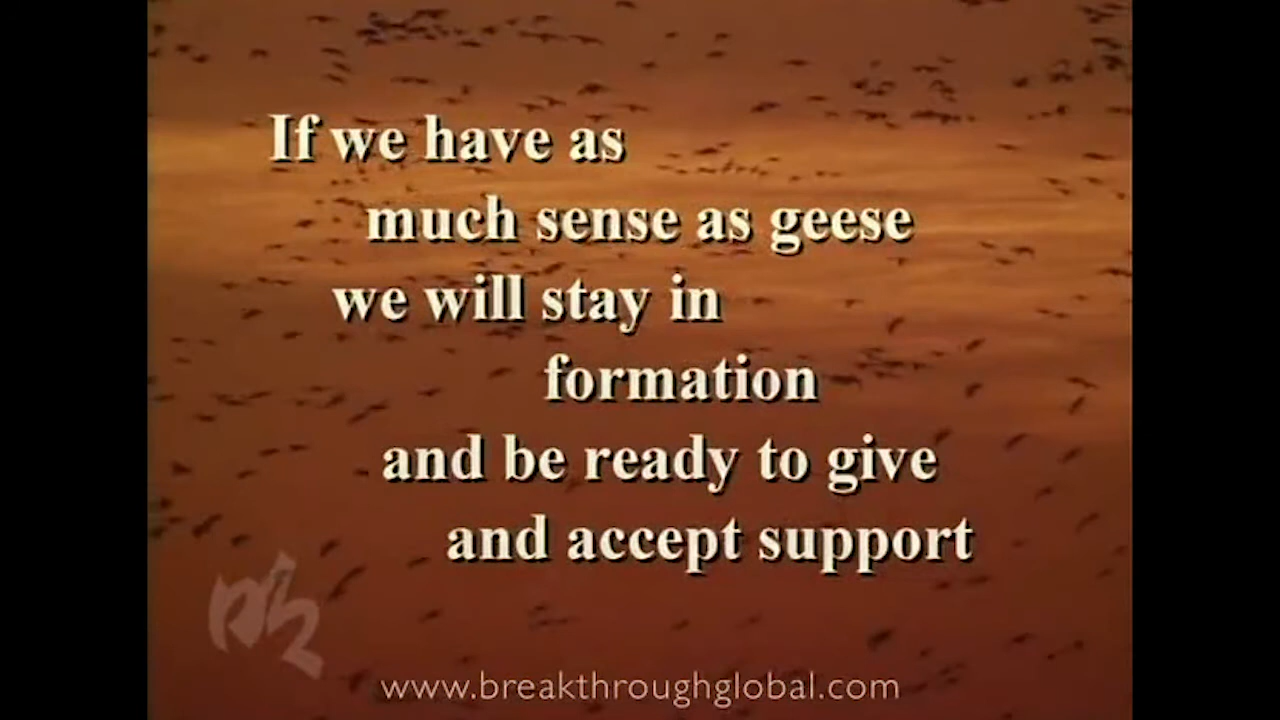 If we have as
much sense as geese
we will stay in
formation
and be ready to give
and accept support
www.breakthroughglobal.com